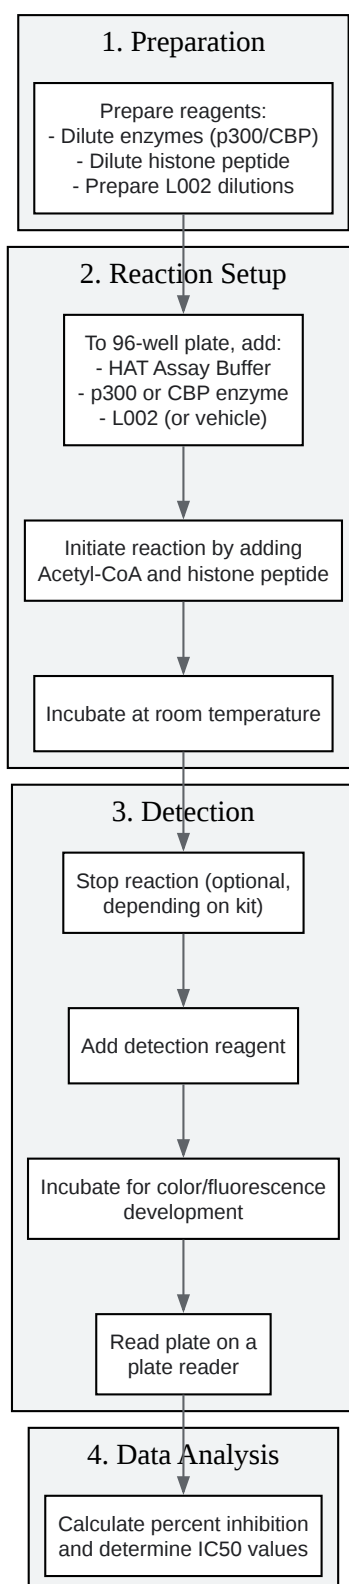 1. Preparation
Prepare reagents:
- Dilute enzymes (p300/CBP)
- Dilute histone peptide
- Prepare L002 dilutions
2. Reaction Setup
To 96-well plate, add:
- HAT Assay Buffer
- p300 or CBP enzyme
- L002 (or vehicle)
Initiate reaction by adding
Acetyl-CoA and histone peptide
Incubate at room temperature
3. Detection
Stop reaction (optional,
depending on kit)
Add detection reagent
Incubate for color/fluorescence
development
Read plate on a
plate reader
4. Data Analysis
Calculate percent inhibition
and determine IC50 values